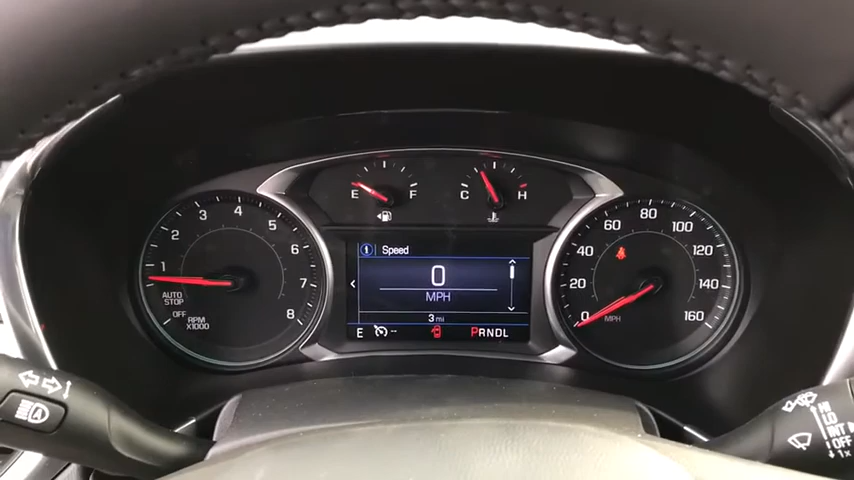 1 2 3 4 5 6 7 8
AUTO
STOP
OFF
RPM
X1000
E F
C H
i Speed
0
MPH
3 mi
E -- PRNDL
0 20 40 60 80 100 120 140 160
MPH
A
HI
LO
INT
OFF
1x